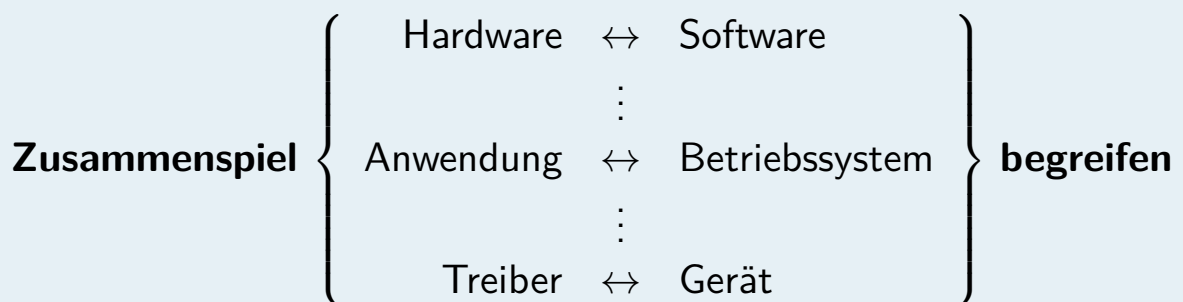 Hardware ↔ Software
⋮
Zusammenspiel { Anwendung ↔ Betriebssystem } begreifen
⋮
Treiber ↔ Gerät